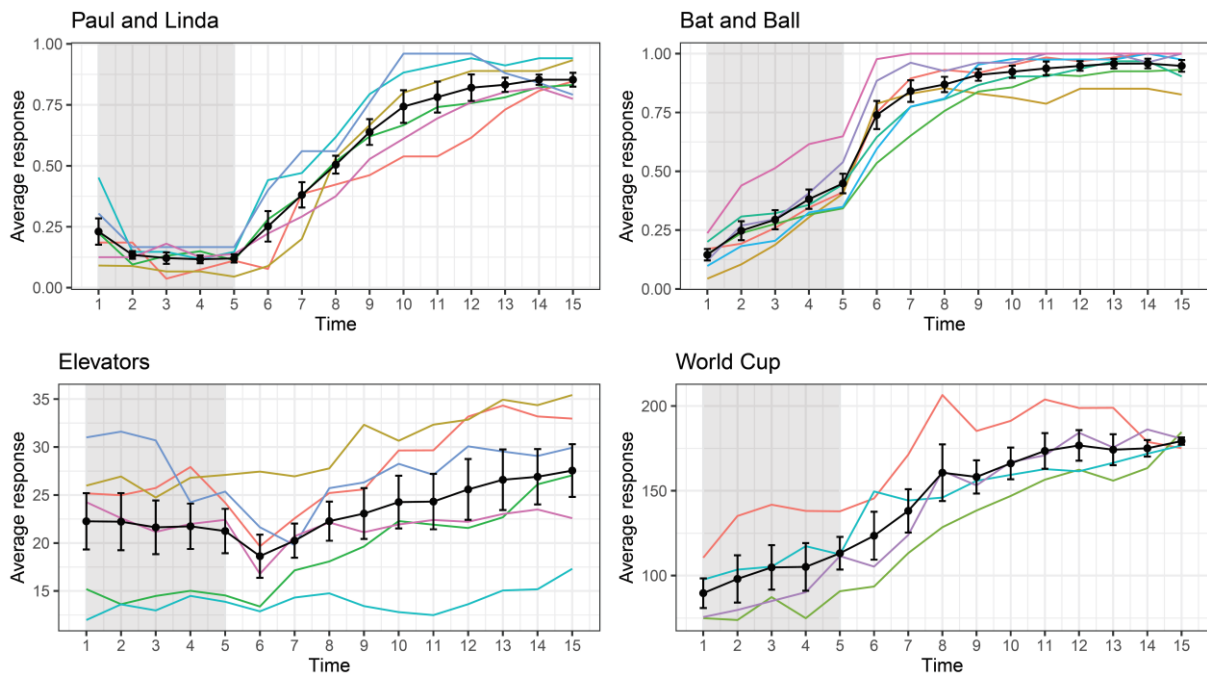 Paul and Linda
Average response
1.00
0.75
0.50
0.25
0.00
1 2 3 4 5 6 7 8 9 10 11 12 13 14 15
Time
Bat and Ball
Average response
1.00
0.75
0.50
0.25
0.00
1 2 3 4 5 6 7 8 9 10 11 12 13 14 15
Time
Elevators
Average response
35
30
25
20
15
1 2 3 4 5 6 7 8 9 10 11 12 13 14 15
Time
World Cup
Average response
200
150
100
1 2 3 4 5 6 7 8 9 10 11 12 13 14 15
Time